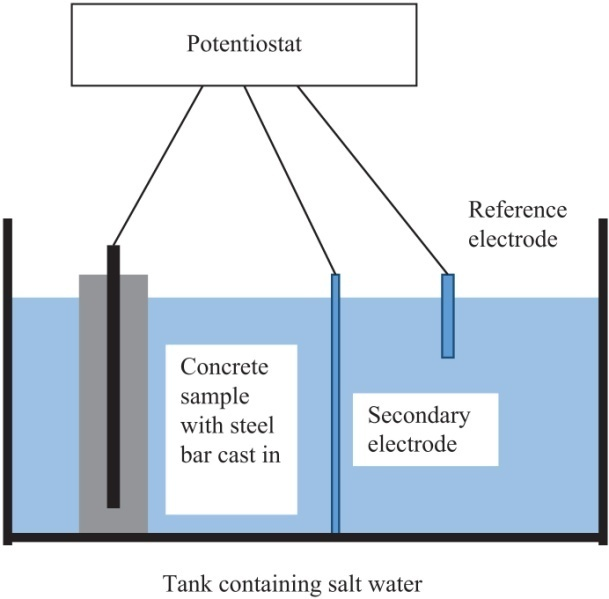 Potentiostat
Reference
electrode
Concrete
sample
with steel
bar cast in
Secondary
electrode
Tank containing salt water